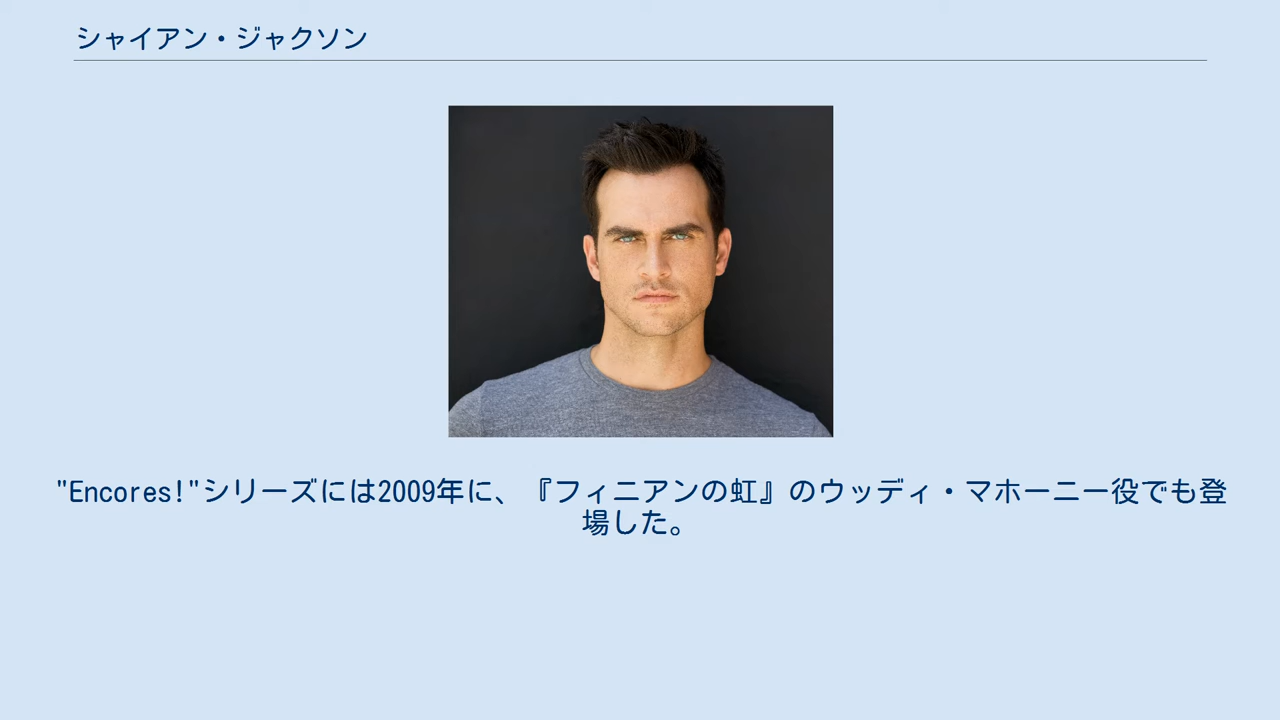 シャイアン・ジャクソン
"Encores!"シリーズには2009年に、『フィニアンの虹』のウッディ・マホーニー役でも登
場した。